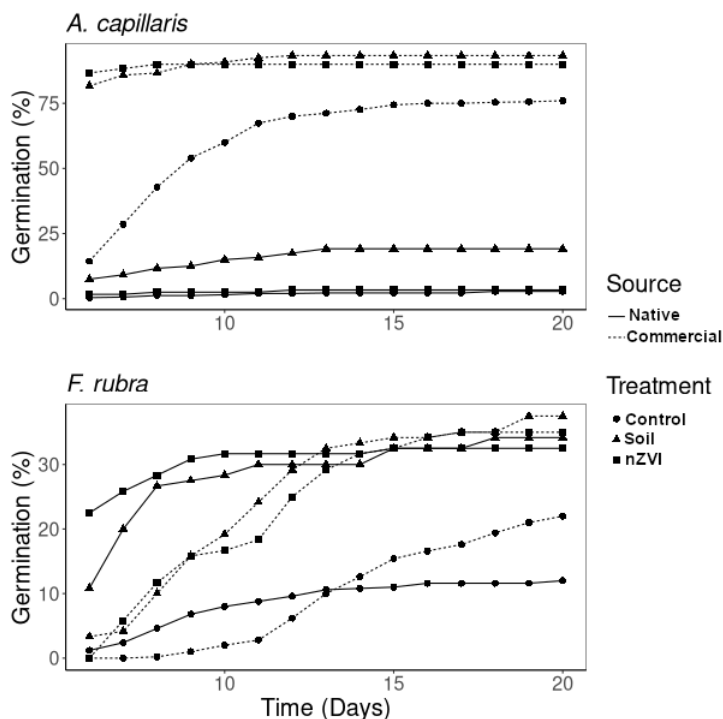 A. capillaris
Germination (%)
75
50
25
0
10
15
20
F. rubra
Germination (%)
30
20
10
0
10
15
20
Time (Days)
Source
Native
Commercial
Treatment
Control
Soil
nZVI